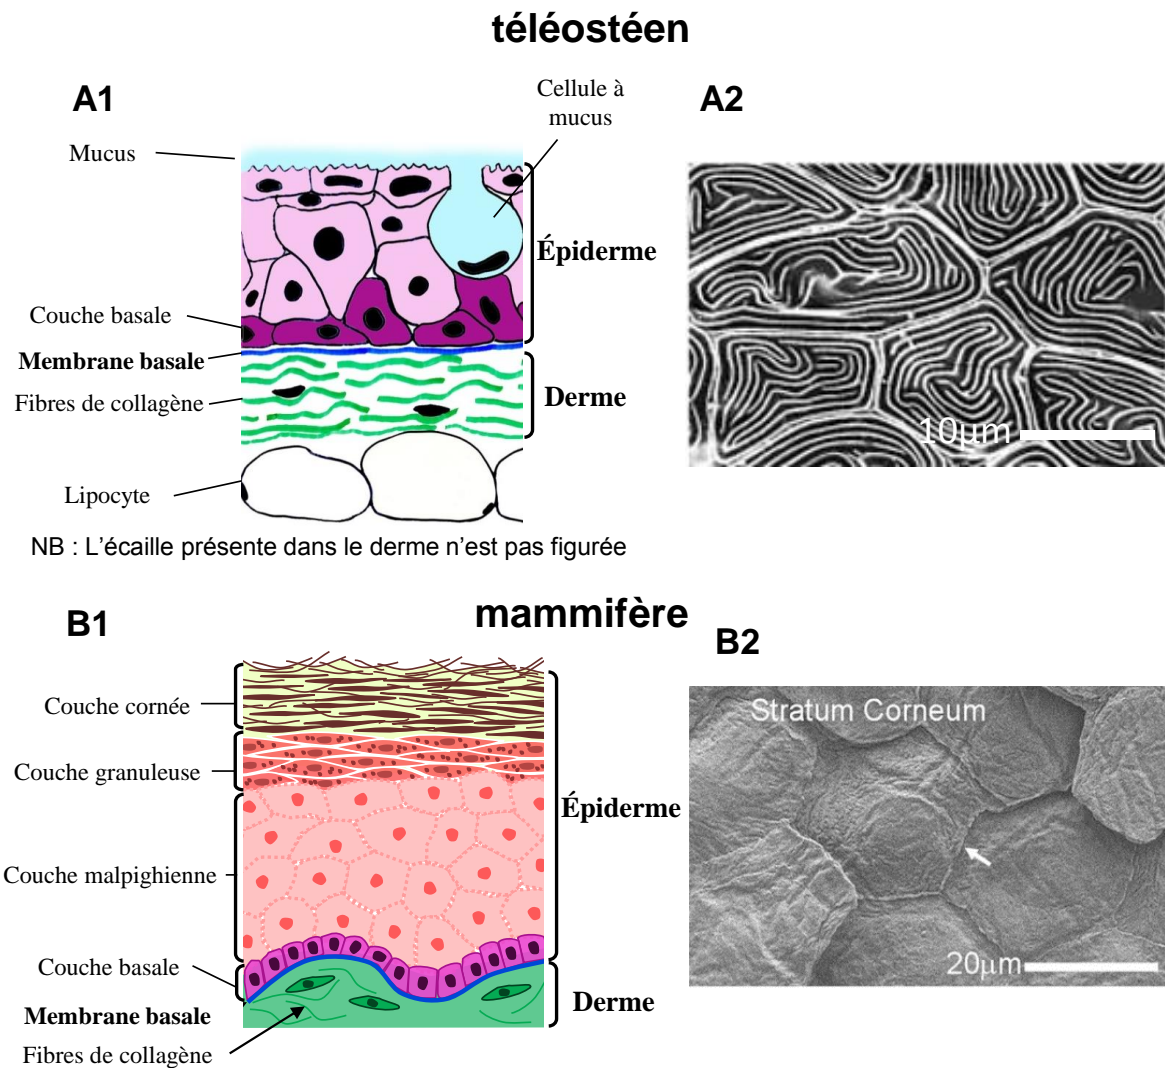 téléostéen
A1
Cellule à
mucus
A2
Mucus
Épiderme
Couche basale
Membrane basale
Fibres de collagène
Derme
10µm
Lipocyte
NB : L'écaille présente dans le derme n'est pas figurée
mammifère
B1
B2
Couche cornée
Stratum Corneum
Couche granuleuse
Épiderme
Couche malpighienne
Couche basale
20µm
Derme
Membrane basale
Fibres de collagène